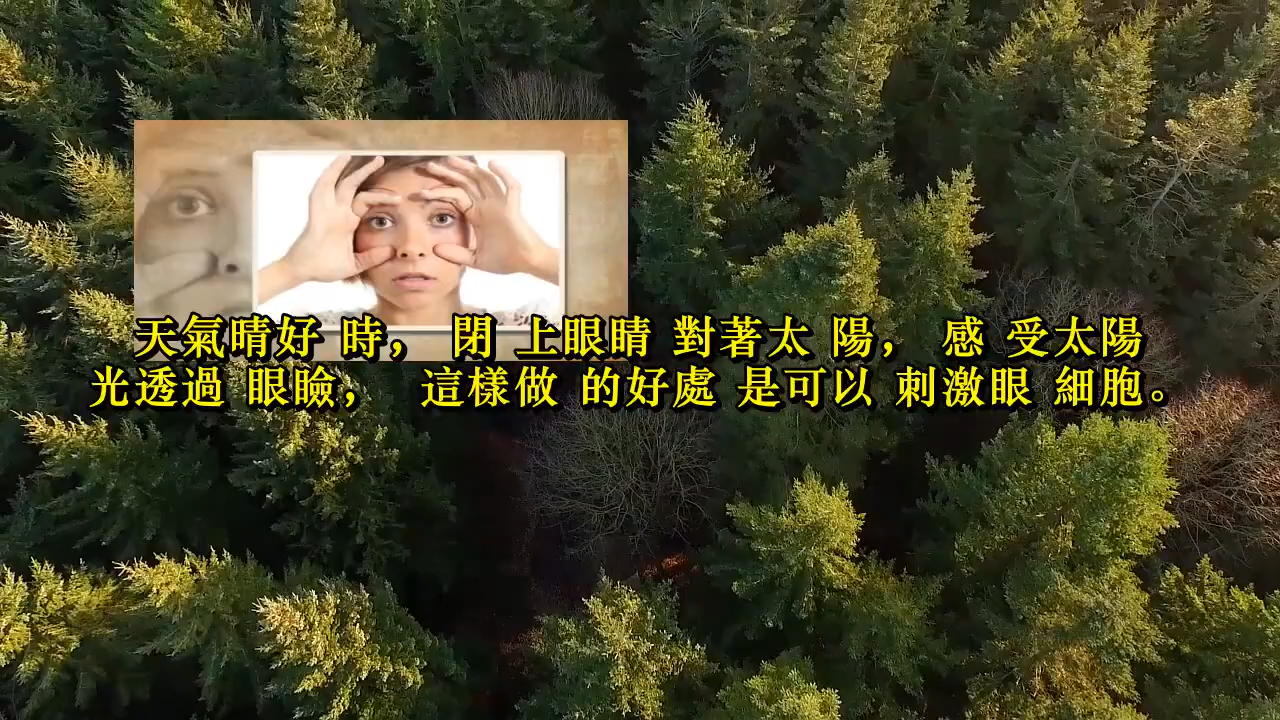 天氣晴好 時， 閉 上眼睛 對著太 陽， 感 受太陽
光透過 眼瞼， 這樣做 的好處 是可以 刺激眼 細胞。